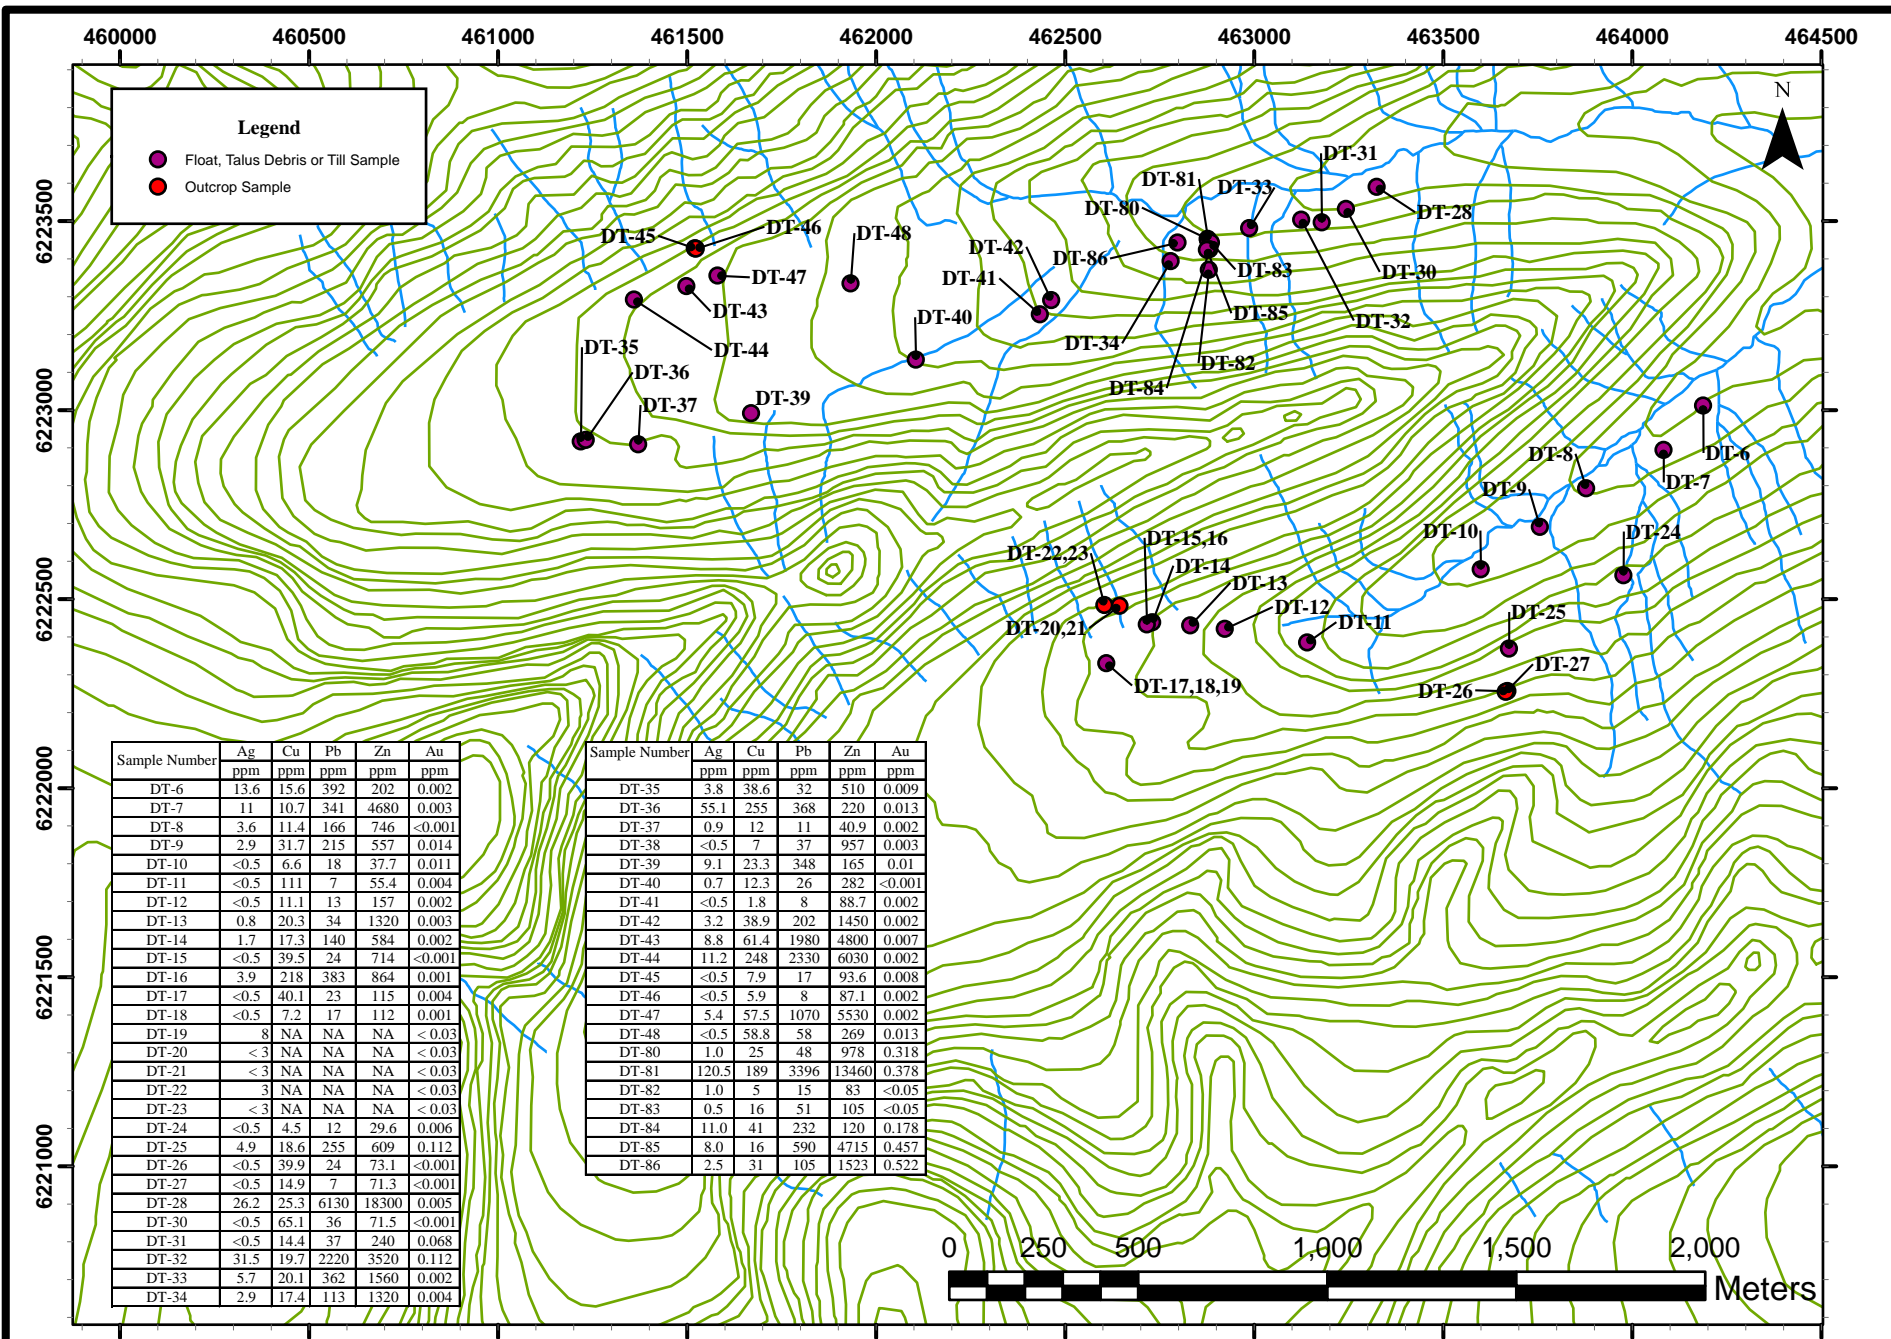 460000 460500 461000 461500 462000 462500 463000 463500 464000 464500
N
Legend
Float, Talus Debris or Till Sample
Outcrop Sample
6223500
6223000
6222500
6222000
6221500
6221000
DT-31
DT-81
DT-33
DT-80
DT-28
DT-46
DT-45
DT-48
DT-42
DT-86
DT-83
DT-30
DT-47
DT-41
DT-43
DT-85
DT-32
DT-40
DT-44
DT-34
DT-35
DT-82
DT-36
DT-84
DT-39
DT-37
DT-6
DT-8
DT-7
DT-9
DT-10
DT-24
DT-15,16
DT-22,23
DT-14
DT-13
DT-12
DT-11
DT-25
DT-20,21
DT-27
DT-26
DT-17,18,19
Sample Number Ag Cu Pb Zn Au
ppm ppm ppm ppm ppm
DT-6 13.6 15.6 392 202 0.002
DT-7 11 10.7 341 4680 0.003
DT-8 3.6 11.4 166 746 <0.001
DT-9 2.9 31.7 215 557 0.014
DT-10 <0.5 6.6 18 37.7 0.011
DT-11 <0.5 111 7 55.4 0.004
DT-12 <0.5 11.1 13 157 0.002
DT-13 0.8 20.3 34 1320 0.003
DT-14 1.7 17.3 140 584 0.002
DT-15 <0.5 39.5 24 714 <0.001
DT-16 3.9 218 383 864 0.001
DT-17 <0.5 40.1 23 115 0.004
DT-18 <0.5 7.2 17 112 0.001
DT-19 8 NA NA NA < 0.03
DT-20 < 3 NA NA NA < 0.03
DT-21 < 3 NA NA NA < 0.03
DT-22 3 NA NA NA < 0.03
DT-23 < 3 NA NA NA < 0.03
DT-24 <0.5 4.5 12 29.6 0.006
DT-25 4.9 18.6 255 609 0.112
DT-26 <0.5 39.9 24 73.1 <0.001
DT-27 <0.5 14.9 7 71.3 <0.001
DT-28 26.2 25.3 6130 18300 0.005
DT-30 <0.5 65.1 36 71.5 <0.001
DT-31 <0.5 14.4 37 240 0.068
DT-32 31.5 19.7 2220 3520 0.112
DT-33 5.7 20.1 362 1560 0.002
DT-34 2.9 17.4 113 1320 0.004
Sample Number Ag Cu Pb Zn Au
ppm ppm ppm ppm ppm
DT-35 3.8 38.6 32 510 0.009
DT-36 55.1 255 368 220 0.013
DT-37 0.9 12 11 40.9 0.002
DT-38 <0.5 7 37 957 0.003
DT-39 9.1 23.3 348 165 0.01
DT-40 0.7 12.3 26 282 <0.001
DT-41 <0.5 1.8 8 88.7 0.002
DT-42 3.2 38.9 202 1450 0.002
DT-43 8.8 61.4 1980 4800 0.007
DT-44 11.2 248 2330 6030 0.002
DT-45 <0.5 7.9 17 93.6 0.008
DT-46 <0.5 5.9 8 87.1 0.002
DT-47 5.4 57.5 1070 5530 0.002
DT-48 <0.5 58.8 58 269 0.013
DT-80 1.0 25 48 978 0.318
DT-81 120.5 189 3396 13460 0.378
DT-82 1.0 5 15 83 <0.05
DT-83 0.5 16 51 105 <0.05
DT-84 11.0 41 232 120 0.178
DT-85 8.0 16 590 4715 0.457
DT-86 2.5 31 105 1523 0.522
0 250 500 1,000 1,500 2,000
Meters